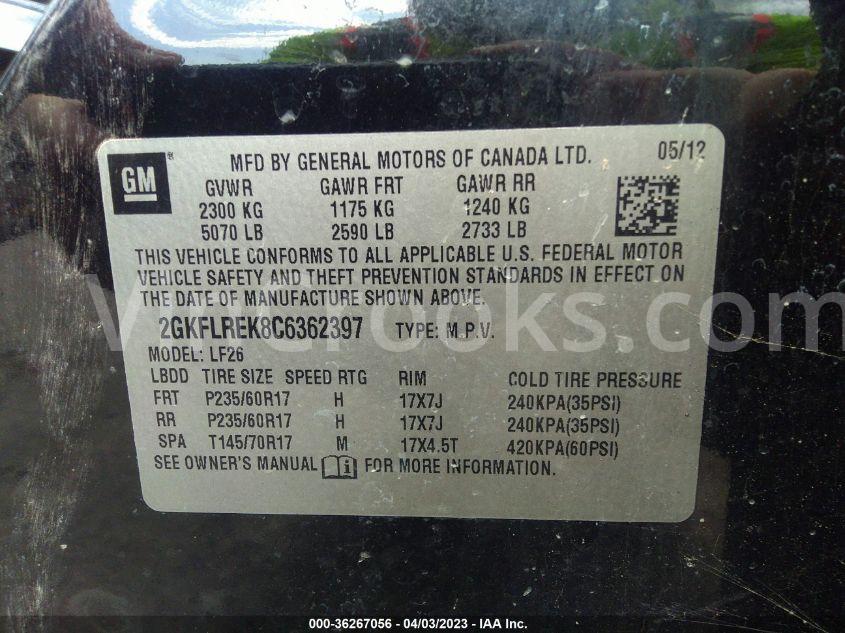 GM®
MFD BY GENERAL MOTORS OF CANADA LTD. 05/12
GVWR GAWR FRT GAWR RR
2300 KG 1175 KG 1240 KG
5070 LB 2590 LB 2733 LB
THIS VEHICLE CONFORMS TO ALL APPLICABLE U.S. FEDERAL MOTOR
VEHICLE SAFETY AND THEFT PREVENTION STANDARDS IN EFFECT ON
THE DATE OF MANUFACTURE SHOWN ABOVE.
2GKFLREK8C6362397 TYPE: M.P.V.
MODEL: LF26
LBDD TIRE SIZE SPEED RTG RIM COLD TIRE PRESSURE
FRT P235/60R17 H 17X7J 240KPA(35PSI)
RR P235/60R17 H 17X7J 240KPA(35PSI)
SPA T145/70R17 M 17X4.5T 420KPA(60PSI)
SEE OWNER'S MANUAL FOR MORE INFORMATION.
000-36267056 - 04/03/2023 - IAA Inc.